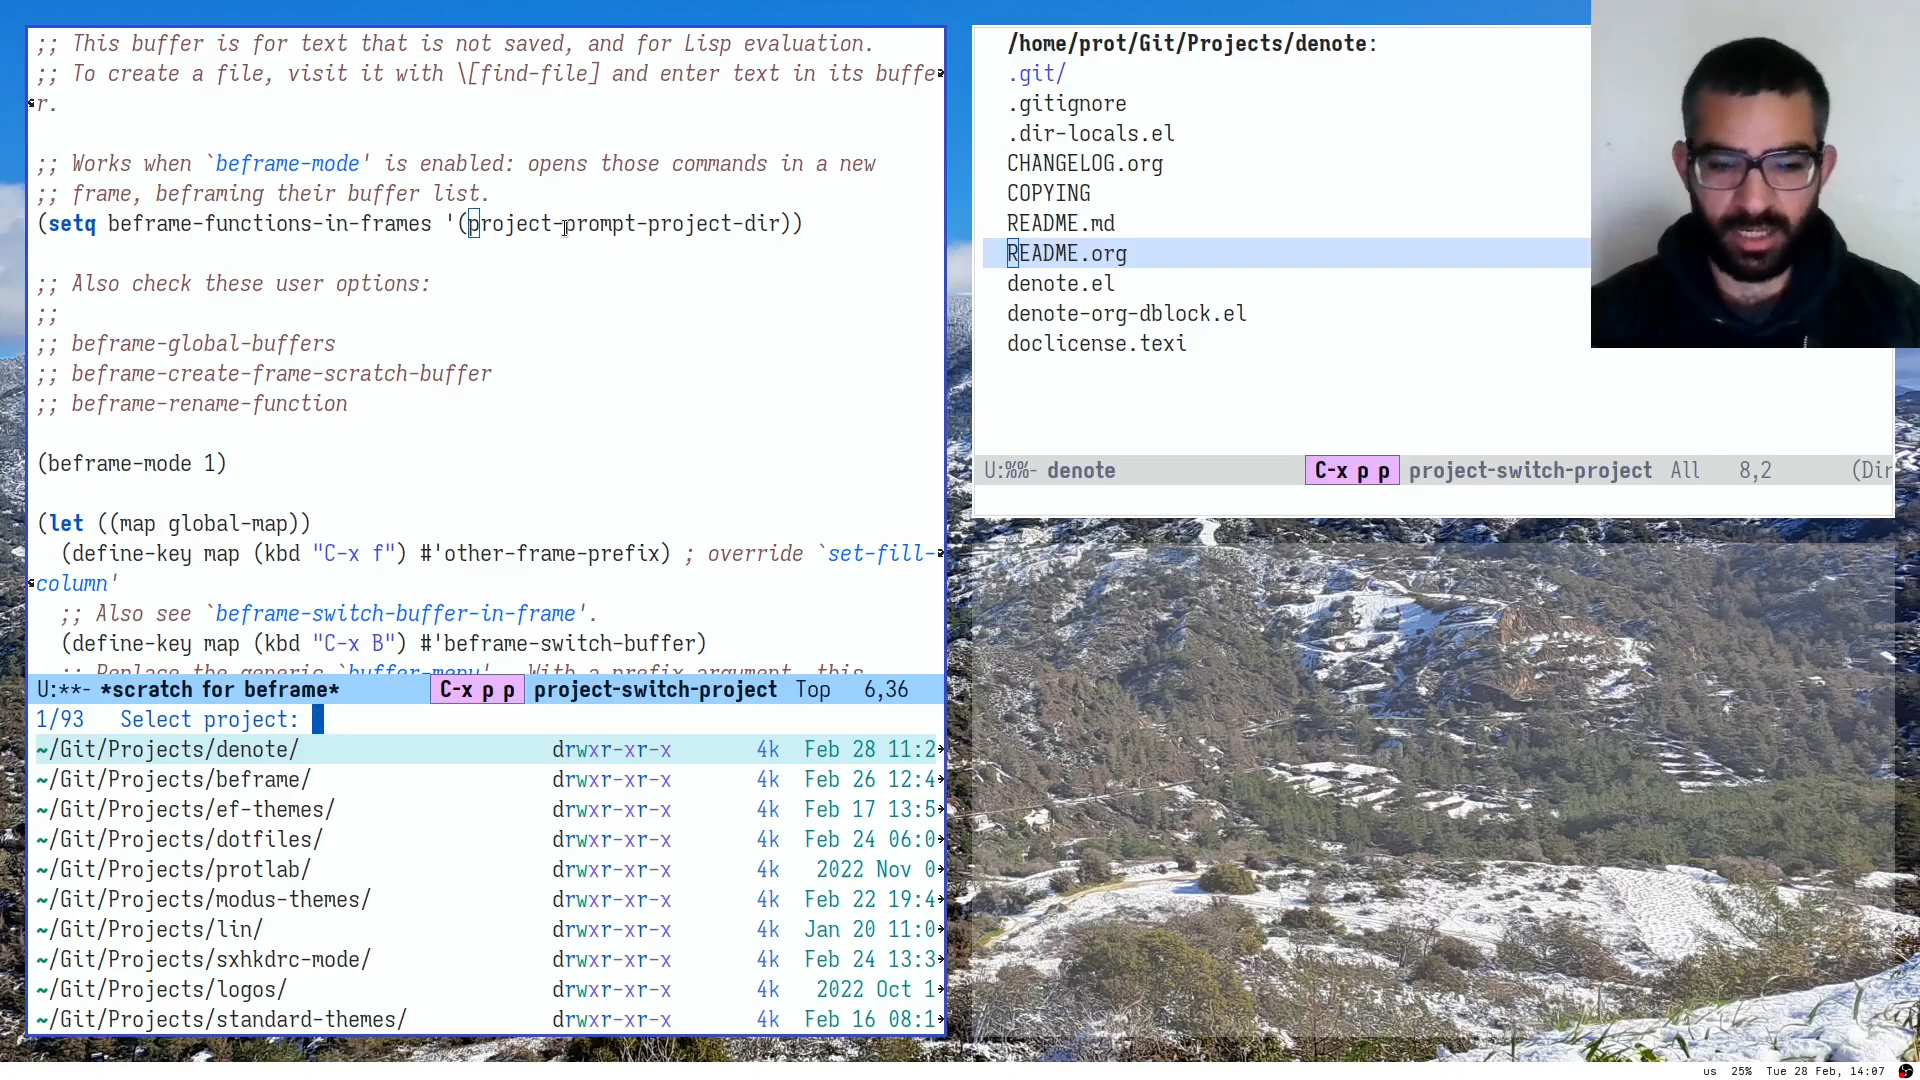 ;; This buffer is for text that is not saved, and for Lisp evaluation.
;; To create a file, visit it with \[find-file] and enter text in its buffe
r.
;; Works when `beframe-mode' is enabled: opens those commands in a new
;; frame, beframing their buffer list.
(setq beframe-functions-in-frames '(project-prompt-project-dir))
;; Also check these user options:
;;
;; beframe-global-buffers
;; beframe-create-frame-scratch-buffer
;; beframe-rename-function
(beframe-mode 1)
(let ((map global-map))
(define-key map (kbd "C-x f") #'other-frame-prefix) ; override `set-fill-
column'
;; Also see `beframe-switch-buffer-in-frame'.
(define-key map (kbd "C-x B") #'beframe-switch-buffer)
;; Replace the generic `buffer-menu'.  With a prefix argument, this
U:**- *scratch for beframe* C-x p p project-switch-project Top 6,36
1/93 Select project:
~/Git/Projects/denote/ drwxr-xr-x 4k Feb 28 11:2
~/Git/Projects/beframe/ drwxr-xr-x 4k Feb 26 12:4
~/Git/Projects/ef-themes/ drwxr-xr-x 4k Feb 17 13:5
~/Git/Projects/dotfiles/ drwxr-xr-x 4k Feb 24 06:0
~/Git/Projects/protlab/ drwxr-xr-x 4k 2022 Nov 0
~/Git/Projects/modus-themes/ drwxr-xr-x 4k Feb 22 19:4
~/Git/Projects/lin/ drwxr-xr-x 4k Jan 20 11:0
~/Git/Projects/sxhkdrc-mode/ drwxr-xr-x 4k Feb 24 13:3
~/Git/Projects/logos/ drwxr-xr-x 4k 2022 Oct 1
~/Git/Projects/standard-themes/ drwxr-xr-x 4k Feb 16 08:1
/home/prot/Git/Projects/denote:
.git/
.gitignore
.dir-locals.el
CHANGELOG.org
COPYING
README.md
README.org
denote.el
denote-org-dblock.el
doclicense.texi
U:%%- denote C-x p p project-switch-project All 8,2 (Dir
us 25% Tue 28 Feb, 14:07